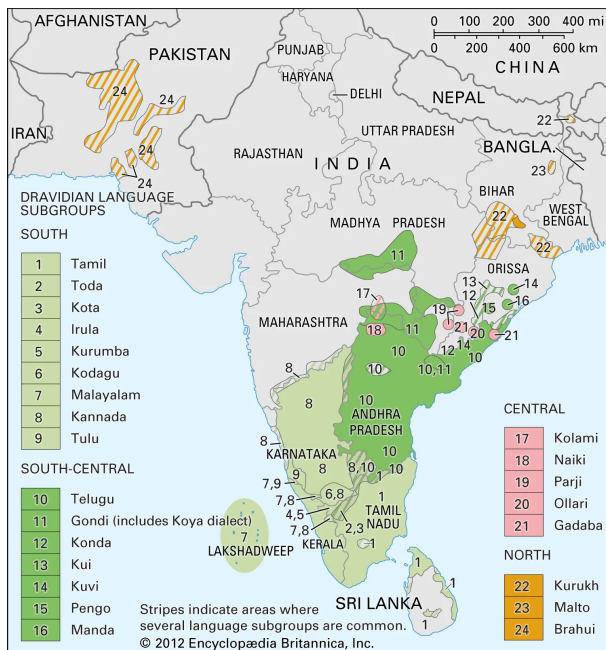 AFGHANISTAN
0 200 400 mi
0 200 400 600 km
PAKISTAN
PUNJAB
CHINA
HARYANA
24
24
DELHI
NEPAL
IRAN
UTTAR PRADESH
22
24
RAJASTHAN
INDIA
BANGLA.
24
23
BIHAR
WEST
BENGAL
22
22
MADHYA PRADESH
11
ORISSA
13
14
12
16
15
17
19
MAHARASHTRA
11
18
21
20
21
10
12
14
10
8
10
10,11
8
10
ANDHRA
PRADESH
8
KARNATAKA
10
8
8,10
10
9
1
7,9
6,8
1
7,8
4,5
2,3
TAMIL
NADU
7,8
7
LAKSHADWEEP
KERALA
1
1
1
SRI LANKA
1
DRAVIDIAN LANGUAGE
SUBGROUPS
SOUTH
1 Tamil
2 Toda
3 Kota
4 Irula
5 Kurumba
6 Kodagu
7 Malayalam
8 Kannada
9 Tulu
SOUTH-CENTRAL
10 Telugu
11 Gondi (includes Koya dialect)
12 Konda
13 Kui
14 Kuvi
15 Pengo
16 Manda
CENTRAL
17 Kolami
18 Naiki
19 Parji
20 Ollari
21 Gadaba
NORTH
22 Kurukh
23 Malto
24 Brahui
Stripes indicate areas where
several language subgroups are common.
© 2012 Encyclopædia Britannica, Inc.